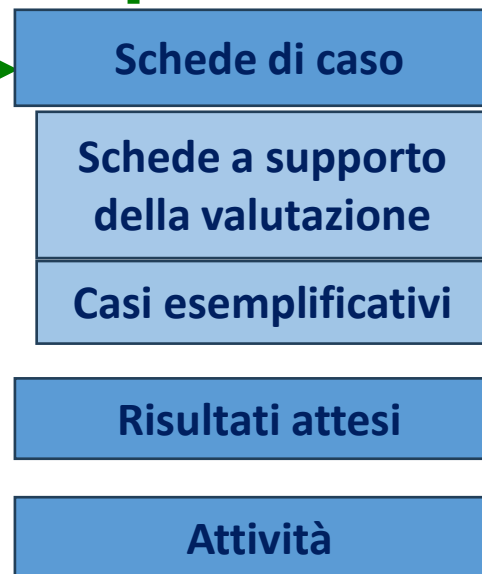 Schede di caso
Schede a supporto
della valutazione
Casi esemplificativi
Risultati attesi
Attività